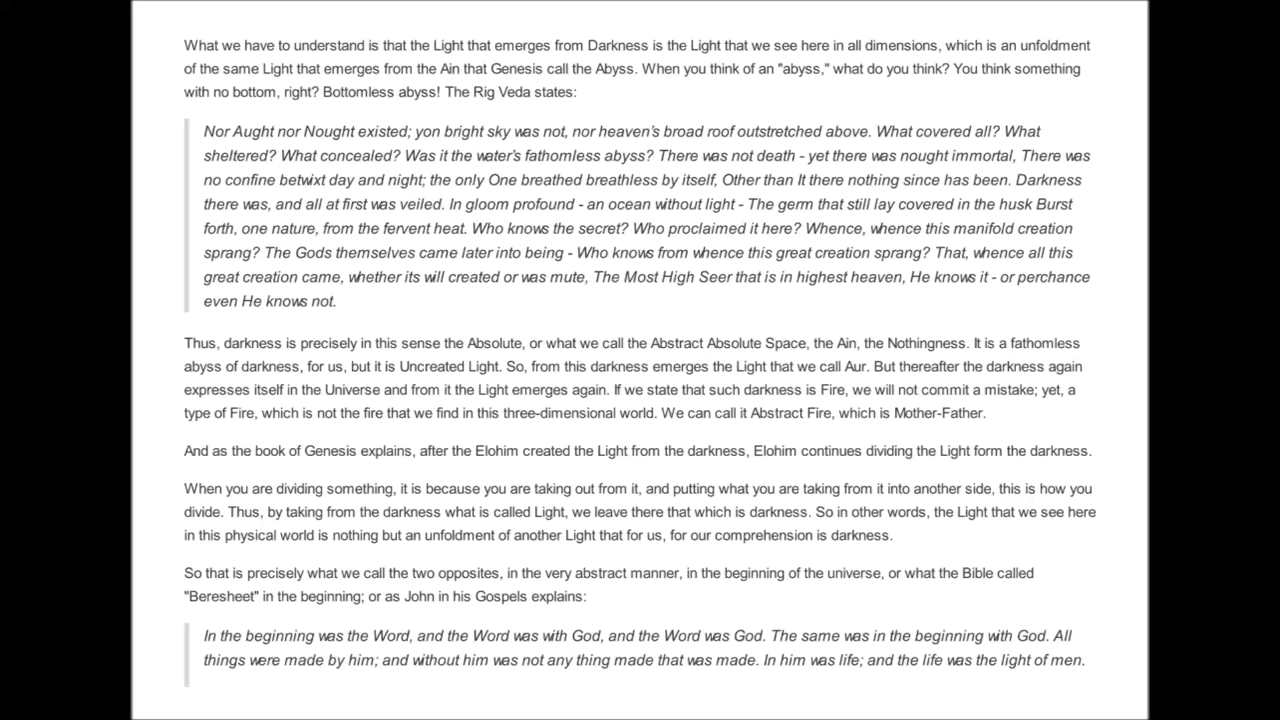 What we have to understand is that the Light that emerges from Darkness is the Light that we see here in all dimensions, which is an unfoldment
of the same Light that emerges from the Ain that Genesis call the Abyss. When you think of an "abyss," what do you think? You think something
with no bottom, right? Bottomless abyss! The Rig Veda states:
Nor Aught nor Nought existed; yon bright sky was not, nor heaven's broad roof outstretched above. What covered all? What
sheltered? What concealed? Was it the water's fathomless abyss? There was not death - yet there was nought immortal, There was
no confine betwixt day and night; the only One breathed breathless by itself, Other than It there nothing since has been. Darkness
there was, and all at first was veiled. In gloom profound - an ocean without light - The germ that still lay covered in the husk Burst
forth, one nature, from the fervent heat. Who knows the secret? Who proclaimed it here? Whence, whence this manifold creation
sprang? The Gods themselves came later into being - Who knows from whence this great creation sprang? That, whence all this
great creation came, whether its will created or was mute, The Most High Seer that is in highest heaven, He knows it - or perchance
even He knows not.
Thus, darkness is precisely in this sense the Absolute, or what we call the Abstract Absolute Space, the Ain, the Nothingness. It is a fathomless
abyss of darkness, for us, but it is Uncreated Light. So, from this darkness emerges the Light that we call Aur. But thereafter the darkness again
expresses itself in the Universe and from it the Light emerges again. If we state that such darkness is Fire, we will not commit a mistake; yet, a
type of Fire, which is not the fire that we find in this three-dimensional world. We can call it Abstract Fire, which is Mother-Father.
And as the book of Genesis explains, after the Elohim created the Light from the darkness, Elohim continues dividing the Light form the darkness.
When you are dividing something, it is because you are taking out from it, and putting what you are taking from it into another side, this is how you
divide. Thus, by taking from the darkness what is called Light, we leave there that which is darkness. So in other words, the Light that we see here
in this physical world is nothing but an unfoldment of another Light that for us, for our comprehension is darkness.
So that is precisely what we call the two opposites, in the very abstract manner, in the beginning of the universe, or what the Bible called
"Beresheet" in the beginning; or as John in his Gospels explains:
In the beginning was the Word, and the Word was with God, and the Word was God. The same was in the beginning with God. All
things were made by him; and without him was not any thing made that was made. In him was life; and the life was the light of men.